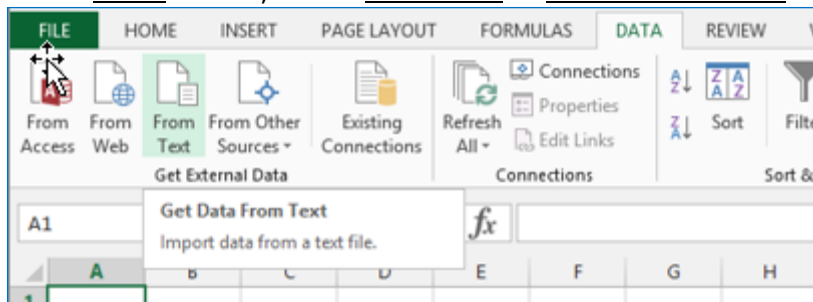 FILE HOME INSERT PAGE LAYOUT FORMULAS DATA REVIEW
Connections
Properties
Edit Links
From Access
From Web
From Text
From Other Sources
Existing Connections
Refresh All
Sort
Get External Data
Connections
Sort &
A1
fx
Get Data From Text
Import data from a text file.
A B C D E F G H
1